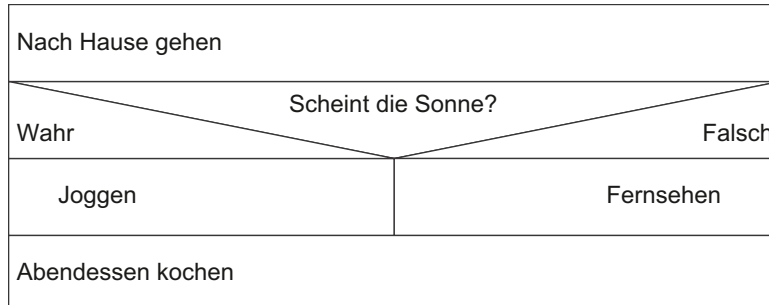 Nach Hause gehen
Scheint die Sonne?
Wahr Falsch
Joggen Fernsehen
Abendessen kochen